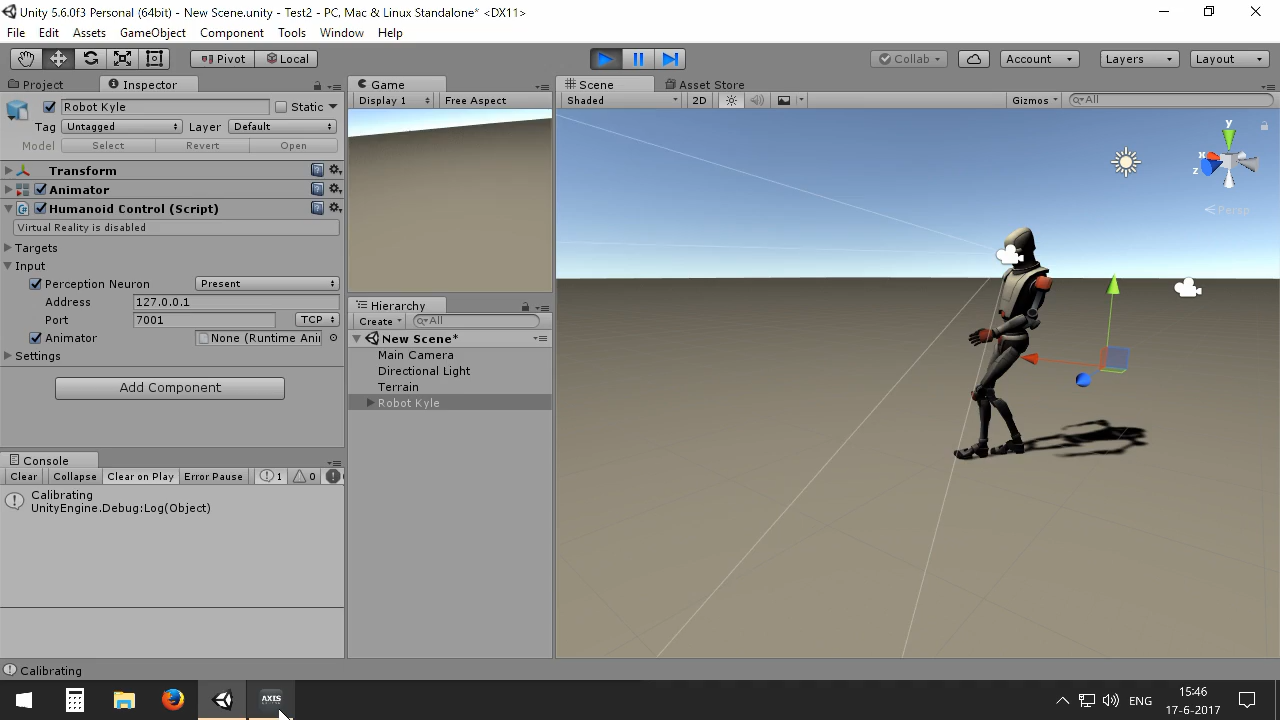 Unity 5.6.0f3 Personal (64bit) - New Scene.unity - Test2 - PC, Mac & Linux Standalone* <DX11>
File Edit Assets GameObject Component Tools Window Help
Pivot Local Collab Account Layers Layout
Project Inspector
Robot Kyle Static
Tag Untagged Layer Default
Model Select Revert Open
Transform
Animator
Humanoid Control (Script)
Virtual Reality is disabled
Targets
Input
Perception Neuron Present
Address 127.0.0.1
Port 7001 TCP
Animator None (Runtime Anir
Settings
Add Component
Console
Clear Collapse Clear on Play Error Pause 1 0
Calibrating
UnityEngine.Debug:Log(Object)
Game
Display 1 Free Aspect
Hierarchy
Create All
New Scene*
Main Camera
Directional Light
Terrain
Robot Kyle
Scene Asset Store
Shaded 2D Gizmos All
y
x
z
Persp
Calibrating
AXIS
ENG
15:46
17-6-2017